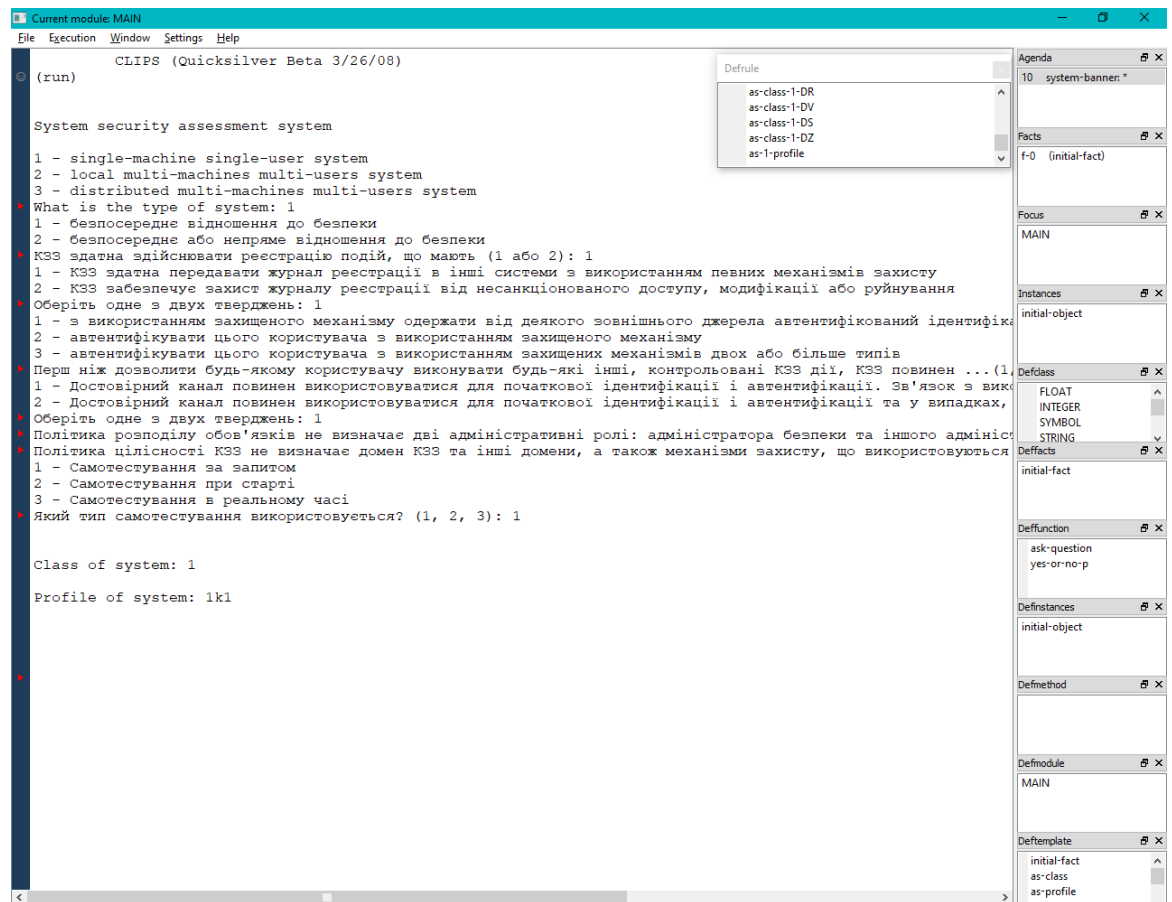 Current module: MAIN
File Execution Window Settings Help
CLIPS (Quicksilver Beta 3/26/08)
(run)
System security assessment system
1 - single-machine single-user system
2 - local multi-machines multi-users system
3 - distributed multi-machines multi-users system
What is the type of system: 1
1 - безпосереднє відношення до безпеки
2 - безпосереднє або непряме відношення до безпеки
КЗЗ здатна здійснювати реєстрацію подій, що мають (1 або 2): 1
1 - КЗЗ здатна передавати журнал реєстрації в інші системи з використанням певних механізмів захисту
2 - КЗЗ забезпечує захист журналу реєстрації від несанкціонованого доступу, модифікації або руйнування
Оберіть одне з двух тверджень: 1
1 - з використанням захищеного механізму одержати від деякого зовнішнього джерела автентифікований ідентифіка
2 - автентифікувати цього користувача з використанням захищеного механізму
3 - автентифікувати цього користувача з використанням захищених механізмів двох або більше типів
Перш ніж дозволити будь-якому користувачу виконувати будь-які інші, контрольовані КЗЗ дії, КЗЗ повинен ...(1,
1 - Достовірний канал повинен використовуватися для початкової ідентифікації і автентифікації. Зв'язок з вико
2 - Достовірний канал повинен використовуватися для початкової ідентифікації і автентифікації та у випадках,
Оберіть одне з двух тверджень: 1
Політика розподілу обов'язків не визначає дві адміністративні ролі: адміністратора безпеки та іншого адмініст
Політика цілісності КЗЗ не визначає домен КЗЗ та інші домени, а також механізми захисту, що використовуються
1 - Самотестування за запитом
2 - Самотестування при старті
3 - Самотестування в реальному часі
Який тип самотестування використовується? (1, 2, 3): 1
Class of system: 1
Profile of system: 1k1
Defrule
as-class-1-DR
as-class-1-DV
as-class-1-DS
as-class-1-DZ
as-1-profile
Agenda
10 system-banner: *
Facts
f-0 (initial-fact)
Focus
MAIN
Instances
initial-object
Defclass
FLOAT
INTEGER
SYMBOL
STRING
Deffacts
initial-fact
Deffunction
ask-question
yes-or-no-p
Definstances
initial-object
Defmethod
Defmodule
MAIN
Deftemplate
initial-fact
as-class
as-profile